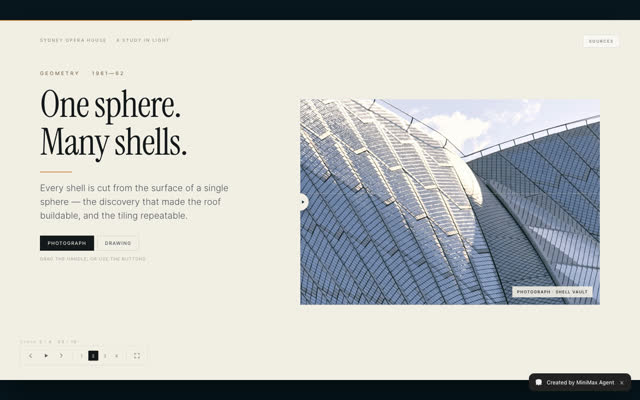 SYDNEY OPERA HOUSE A STUDY IN LIGHT
SOURCES
GEOMETRY 1961—62
One sphere.
Many shells.
Every shell is cut from the surface of a single
sphere — the discovery that made the roof
buildable, and the tiling repeatable.
PHOTOGRAPH DRAWING
DRAG THE HANDLE, OR USE THE BUTTONS
PHOTOGRAPH · SHELL VAULT
1 2 3 4
Created by MiniMax Agent ×